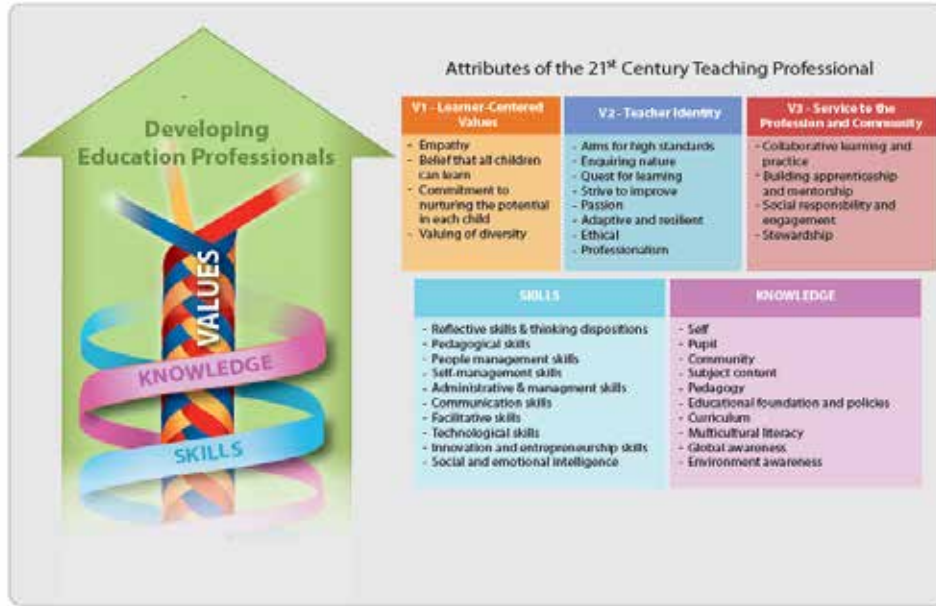 Developing
Education Professionals
VALUES
KNOWLEDGE
SKILLS
Attributes of the 21st Century Teaching Professional
V1 - Learner-Centered
Values
- Empathy
- Belief that all children
can learn
- Commitment to
nurturing the potential
in each child
- Valuing of diversity
V2 - Teacher Identity
- Aims for high standards
- Enquiring nature
- Quest for learning
- Strive to improve
- Passion
- Adaptive and resilient
- Ethical
- Professionalism
V3 - Service to the
Profession and Community
- Collaborative learning and
practice
- Building apprenticeship
and mentorship
- Social responsbility and
engagement
- Stewardship
SKILLS
- Reflective skills & thinking dispositions
- Pedagogical skills
- People management skills
- Self-management skills
- Administrative & managment skills
- Communication skills
- Facilitative skills
- Technological skills
- Innovation and entrepreneurship skills
- Social and emotional intelligence
KNOWLEDGE
- Self
- Pupil
- Community
- Subject content
- Pedagogy
- Educational foundation and policies
- Curriculum
- Multicultural literacy
- Global awareness
- Environment awareness